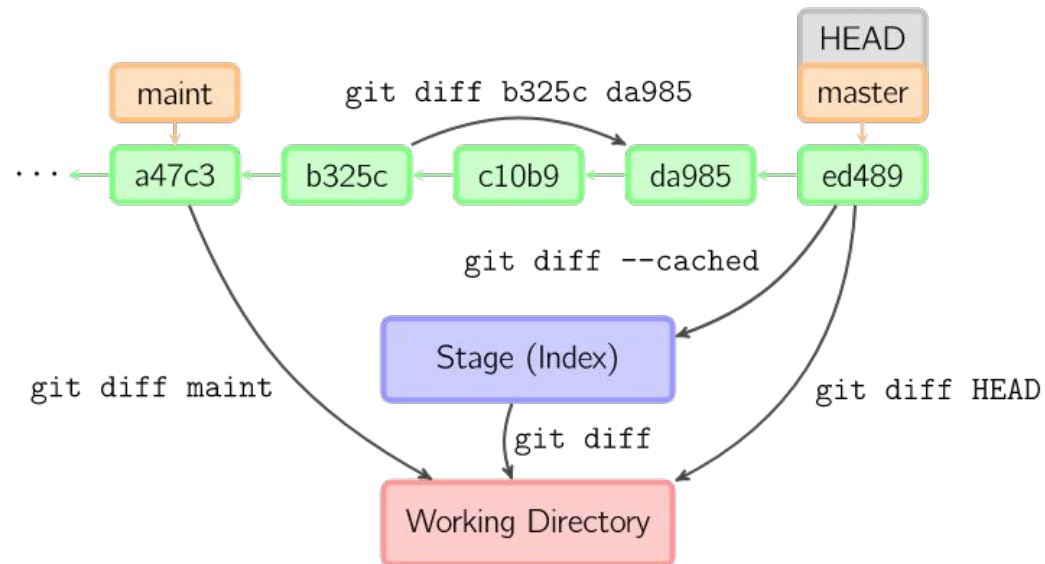 HEAD
maint
git diff b325c da985
master
...
a47c3
b325c
c10b9
da985
ed489
git diff --cached
Stage (Index)
git diff maint
git diff HEAD
git diff
Working Directory